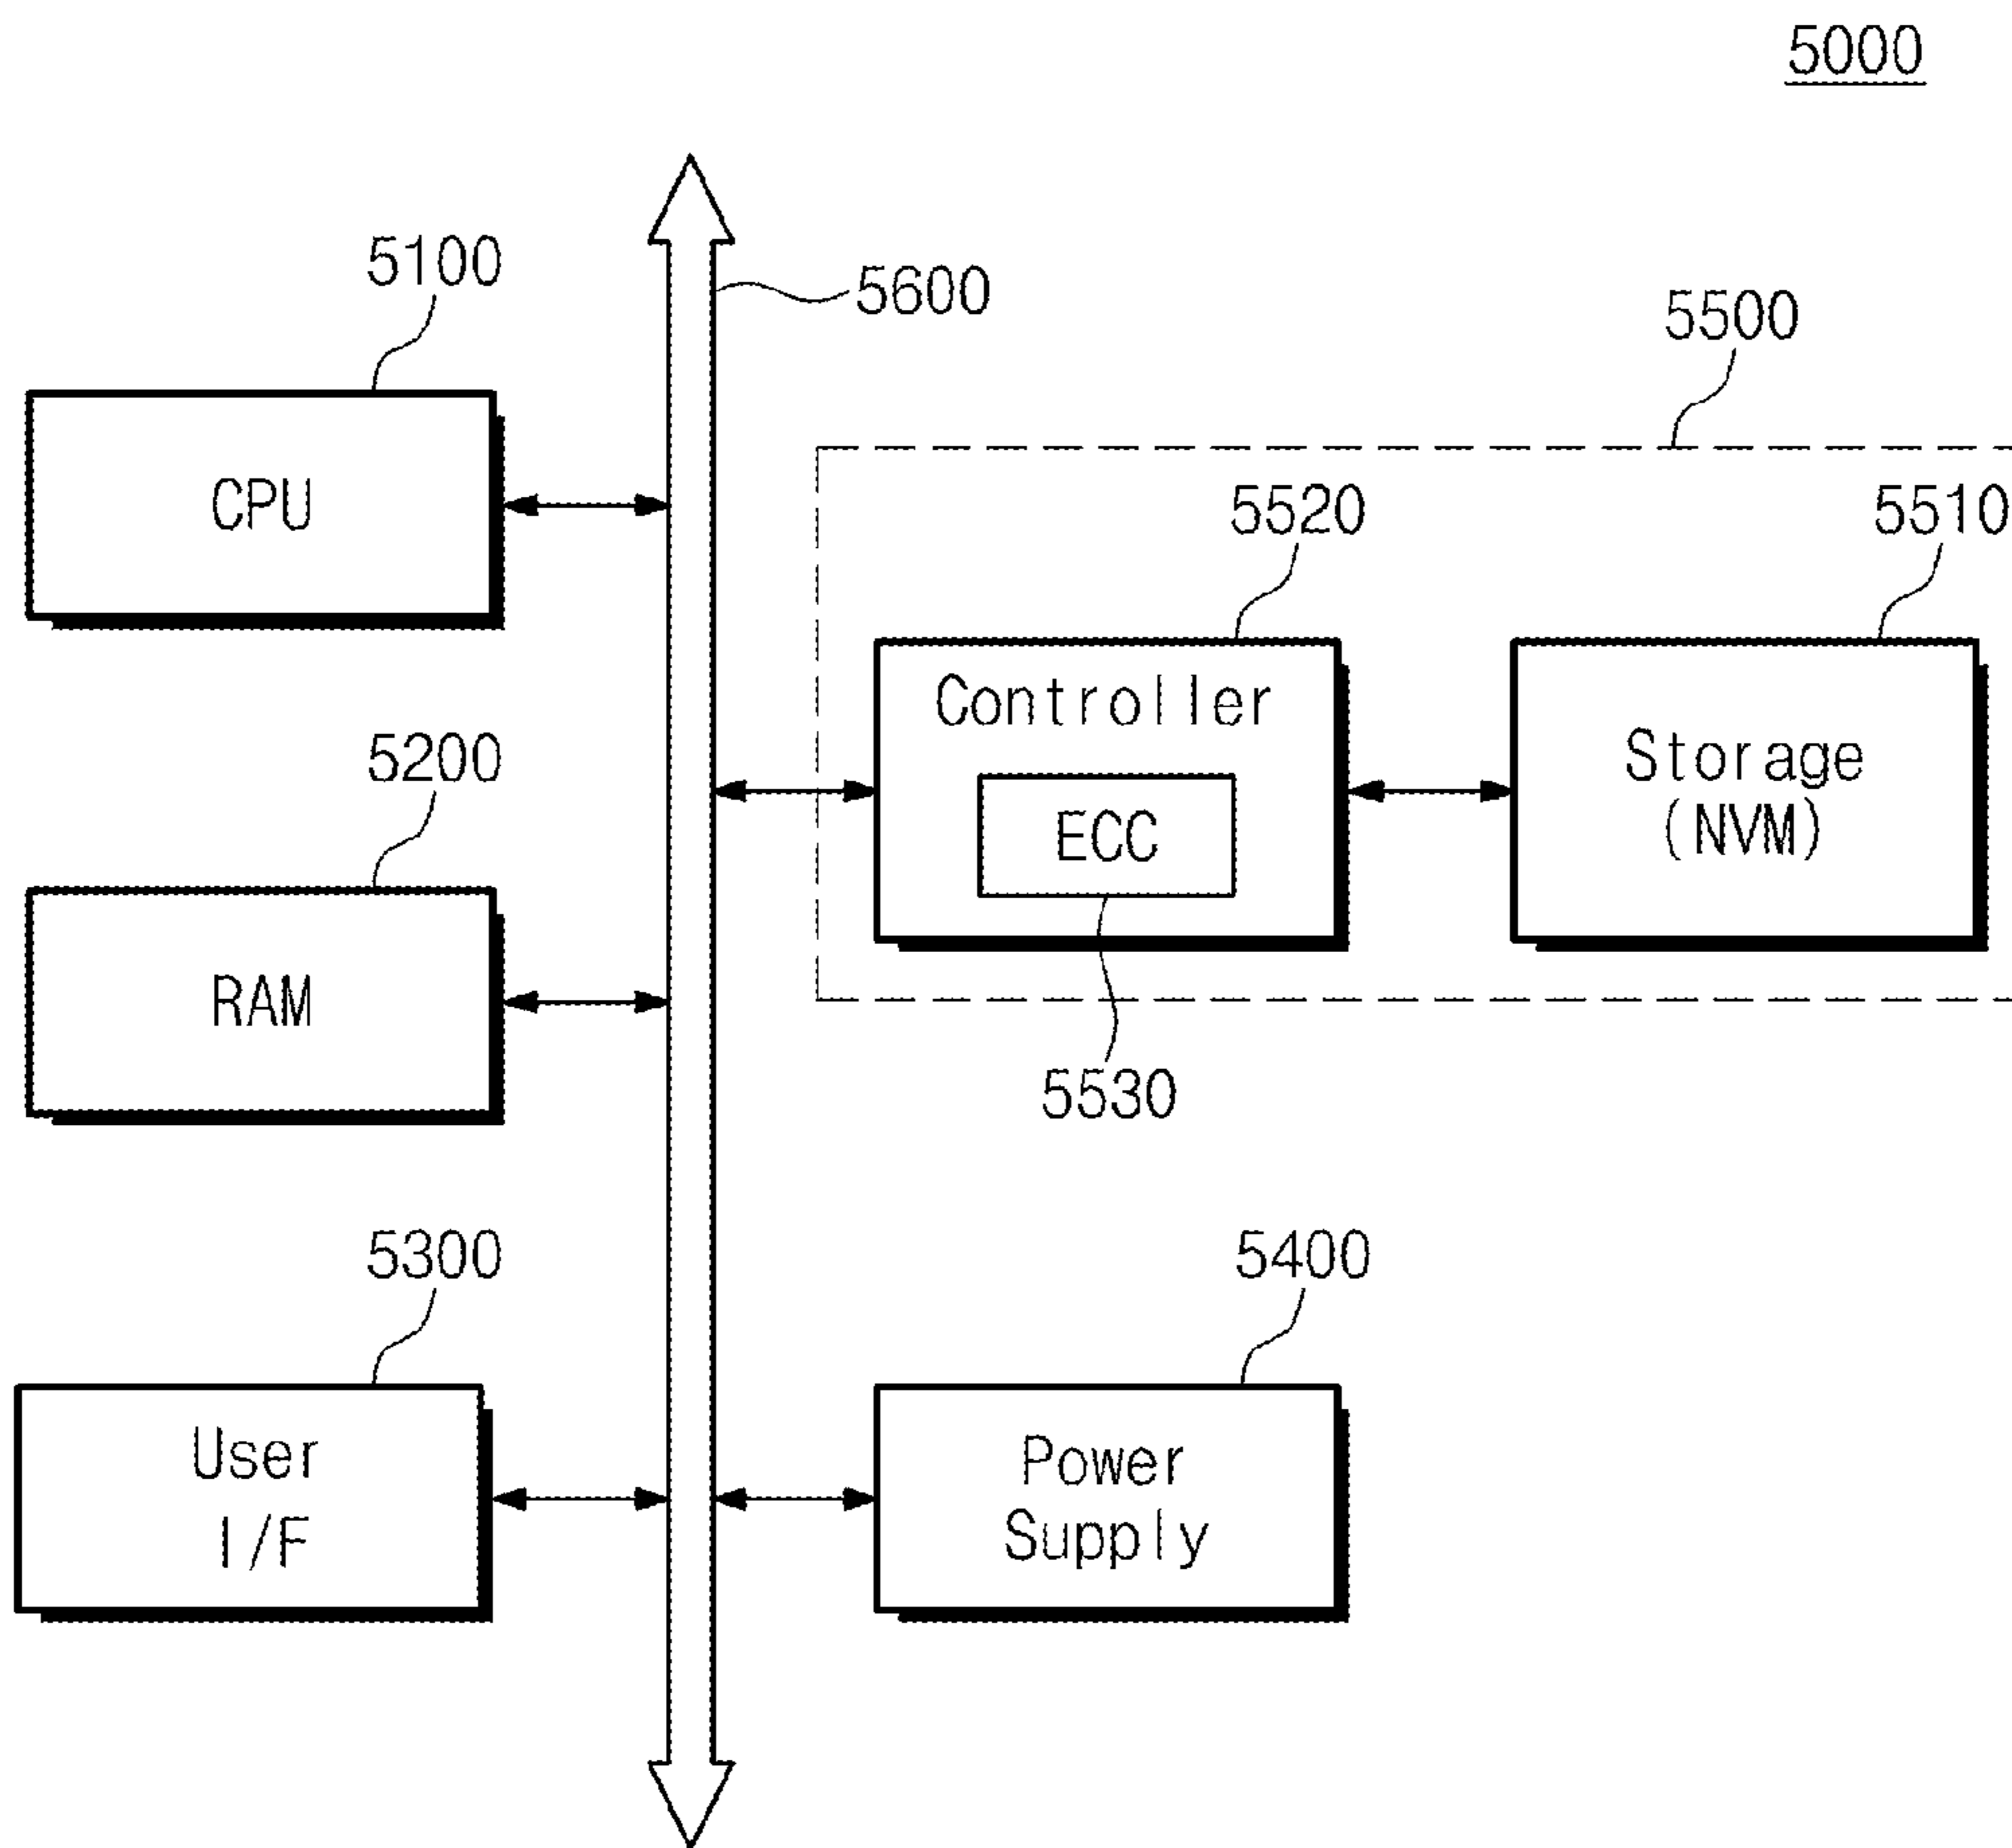 5000
5100
5600
5500
CPU
5520
5510
Controller
Storage
(NVM)
ECC
5200
RAM
5530
5300
5400
User
I/F
Power
Supply